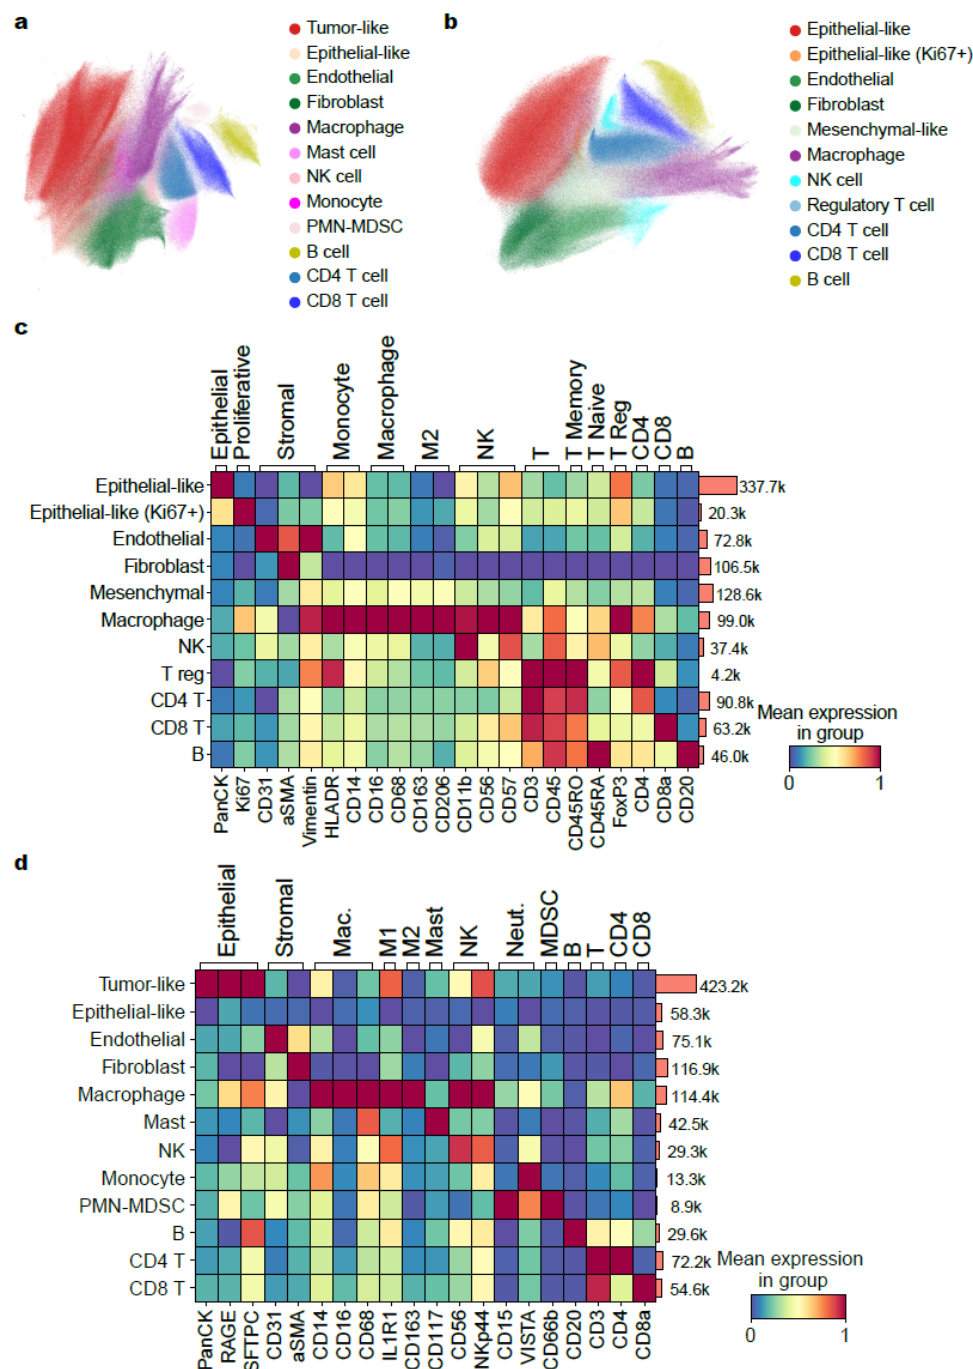 a
Tumor-like
Epithelial-like
Endothelial
Fibroblast
Macrophage
Mast cell
NK cell
Monocyte
PMN-MDSC
B cell
CD4 T cell
CD8 T cell
b
Epithelial-like
Epithelial-like (Ki67+)
Endothelial
Fibroblast
Mesenchymal-like
Macrophage
NK cell
Regulatory T cell
CD4 T cell
CD8 T cell
B cell
c
Epithelial
Proliferative
Stromal
Monocyte
Macrophage
M2
NK
T
T Memory
T Naive
T Reg
CD4
CD8
B
Epithelial-like 337.7k
Epithelial-like (Ki67+) 20.3k
Endothelial 72.8k
Fibroblast 106.5k
Mesenchymal 128.6k
Macrophage 99.0k
NK 37.4k
T reg 4.2k
CD4 T 90.8k
CD8 T 63.2k
B 46.0k
PanCK
Ki67
CD31
aSMA
Vimentin
HLADR
CD14
CD16
CD68
CD163
CD206
CD11b
CD56
CD57
CD3
CD45
CD45RO
CD45RA
FoxP3
CD4
CD8a
CD20
Mean expression
in group
0 1
d
Epithelial
Stromal
Mac.
M1
M2
Mast
NK
Neut.
MDSC
B
T
CD4
CD8
Tumor-like 423.2k
Epithelial-like 58.3k
Endothelial 75.1k
Fibroblast 116.9k
Macrophage 114.4k
Mast 42.5k
NK 29.3k
Monocyte 13.3k
PMN-MDSC 8.9k
B 29.6k
CD4 T 72.2k
CD8 T 54.6k
PanCK
RAGE
SFTPC
CD31
aSMA
CD14
CD16
CD68
IL1R1
CD163
CD117
CD56
NKp44
CD15
VISTA
CD66b
CD20
CD3
CD4
CD8a
Mean expression
in group
0 1